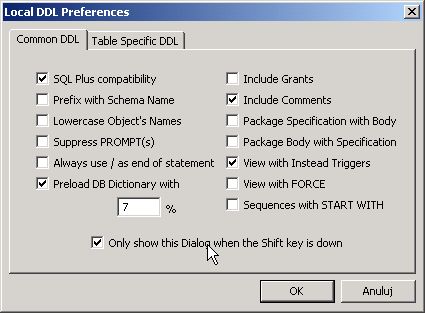 Local DDL Preferences
Common DDL
Table Specific DDL
SQL Plus compatibility
Prefix with Schema Name
Lowercase Object's Names
Suppress PROMPT(s)
Always use / as end of statement
Preload DB Dictionary with
7 %
Include Grants
Include Comments
Package Specification with Body
Package Body with Specification
View with Instead Triggers
View with FORCE
Sequences with START WITH
Only show this Dialog when the Shift key is down
OK
Anuluj